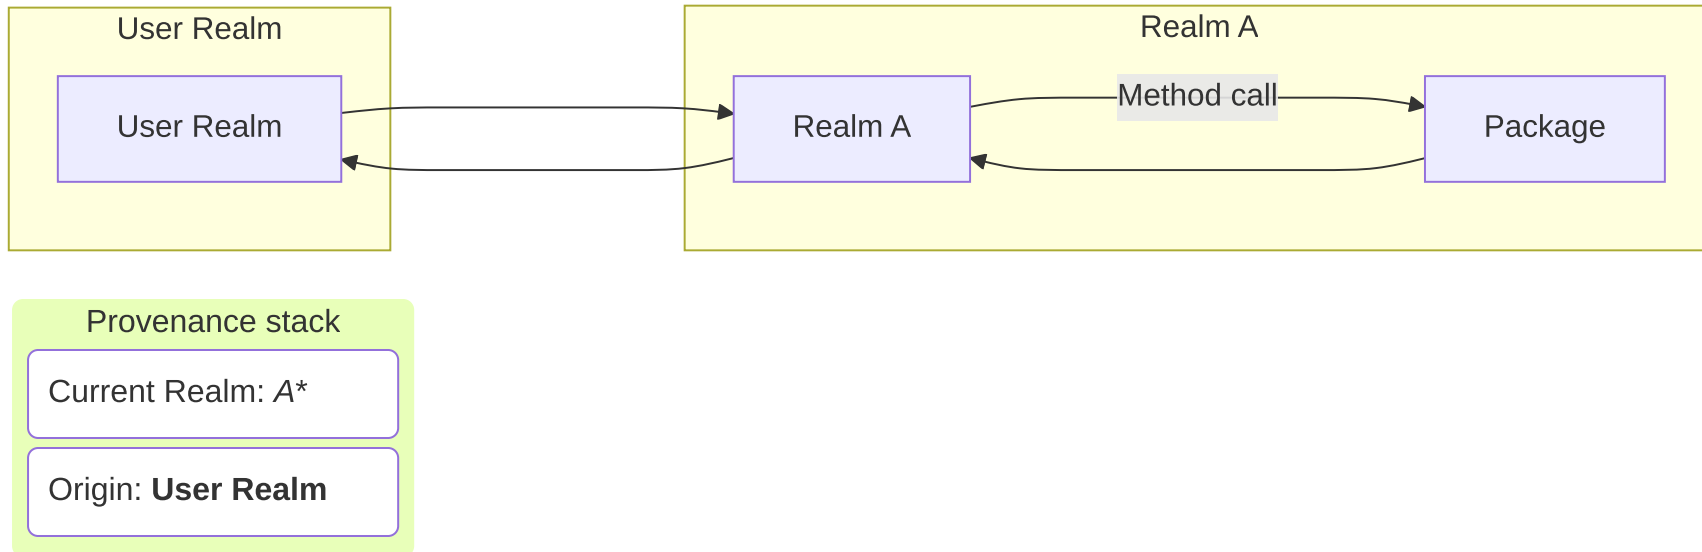 User Realm
Realm A
User Realm
Realm A
Method call
Package
Provenance stack
Current Realm: A*
Origin: User Realm